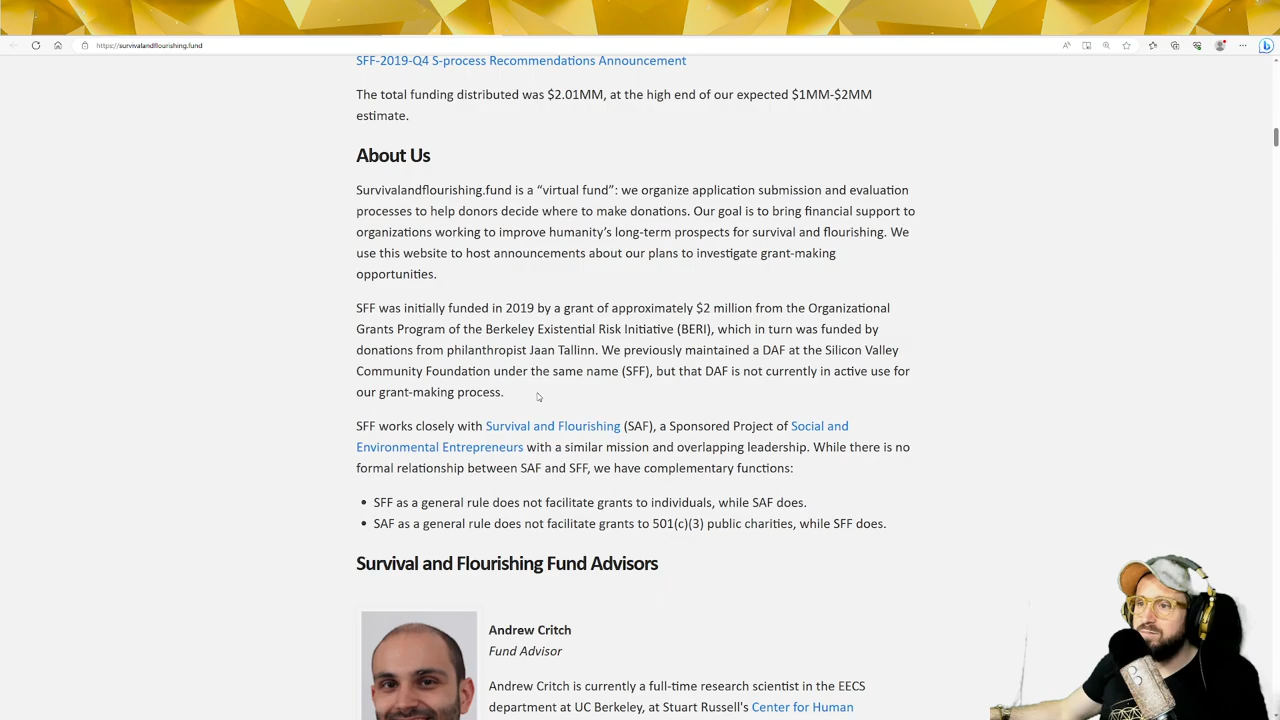 https://survivalandflourishing.fund
SFF-2019-Q4 S-process Recommendations Announcement
The total funding distributed was $2.01MM, at the high end of our expected $1MM-$2MM
estimate.
About Us
Survivalandflourishing.fund is a “virtual fund”: we organize application submission and evaluation
processes to help donors decide where to make donations. Our goal is to bring financial support to
organizations working to improve humanity’s long-term prospects for survival and flourishing. We
use this website to host announcements about our plans to investigate grant-making
opportunities.
SFF was initially funded in 2019 by a grant of approximately $2 million from the Organizational
Grants Program of the Berkeley Existential Risk Initiative (BERI), which in turn was funded by
donations from philanthropist Jaan Tallinn. We previously maintained a DAF at the Silicon Valley
Community Foundation under the same name (SFF), but that DAF is not currently in active use for
our grant-making process.
SFF works closely with Survival and Flourishing (SAF), a Sponsored Project of Social and
Environmental Entrepreneurs with a similar mission and overlapping leadership. While there is no
formal relationship between SAF and SFF, we have complementary functions:
• SFF as a general rule does not facilitate grants to individuals, while SAF does.
• SAF as a general rule does not facilitate grants to 501(c)(3) public charities, while SFF does.
Survival and Flourishing Fund Advisors
Andrew Critch
Fund Advisor
Andrew Critch is currently a full-time research scientist in the EECS
department at UC Berkeley, at Stuart Russell's Center for Human